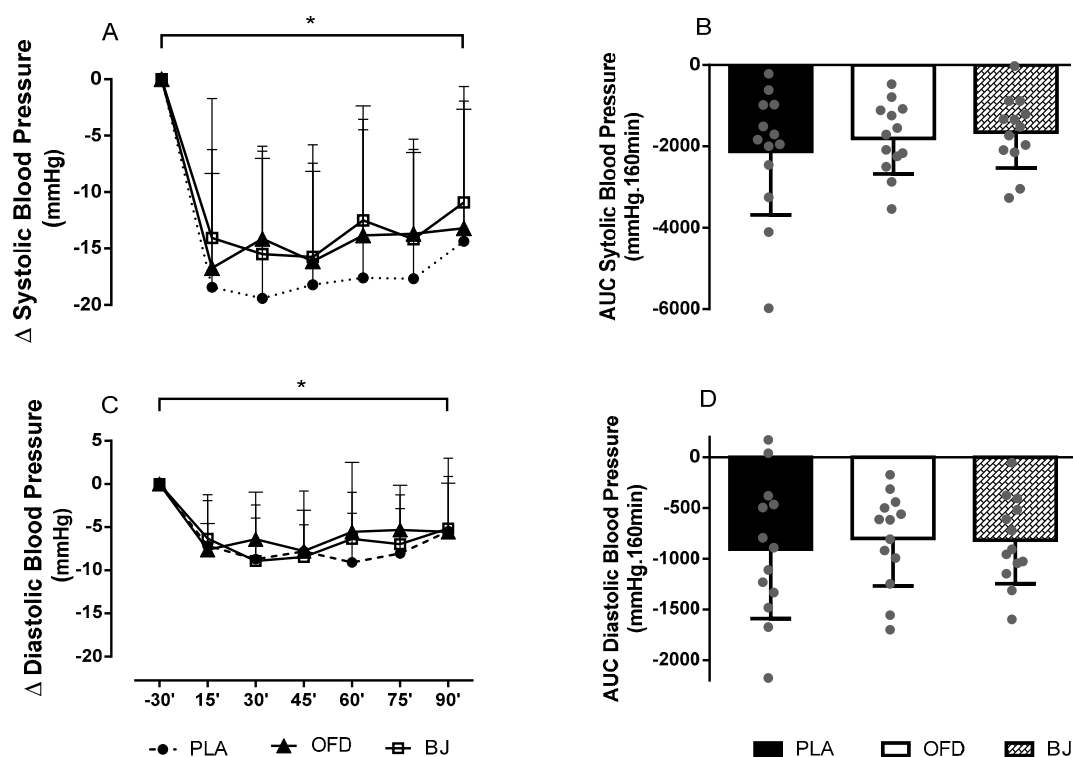 A
*
Δ Systolic Blood Pressure
(mmHg)
0
-5
-10
-15
-20
B
AUC Sytolic Blood Pressure
(mmHg.160min)
0
-2000
-4000
-6000
C
*
Δ Diastolic Blood Pressure
(mmHg)
5
0
-5
-10
-15
-20
-30' 15' 30' 45' 60' 75' 90'
PLA OFD BJ
D
AUC Diastolic Blood Pressure
(mmHg.160min)
0
-500
-1000
-1500
-2000
PLA OFD BJ